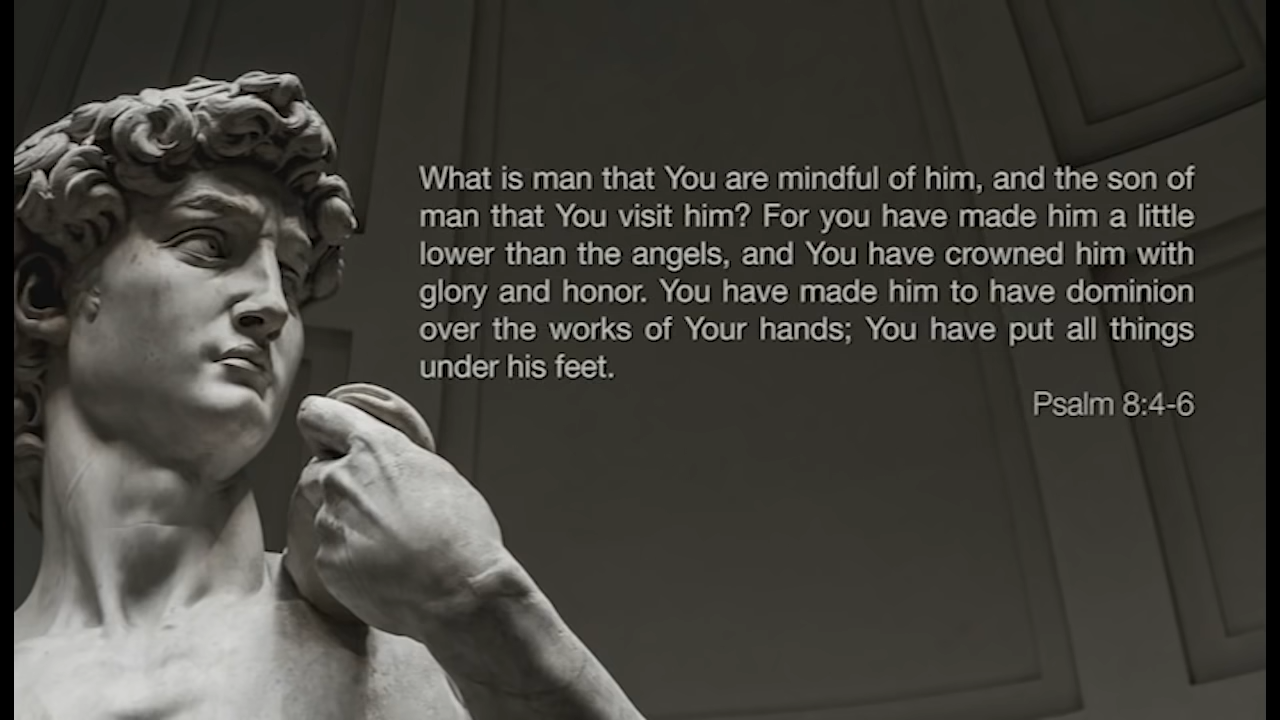 What is man that You are mindful of him, and the son of
man that You visit him? For you have made him a little
lower than the angels, and You have crowned him with
glory and honor. You have made him to have dominion
over the works of Your hands; You have put all things
under his feet.
Psalm 8:4-6